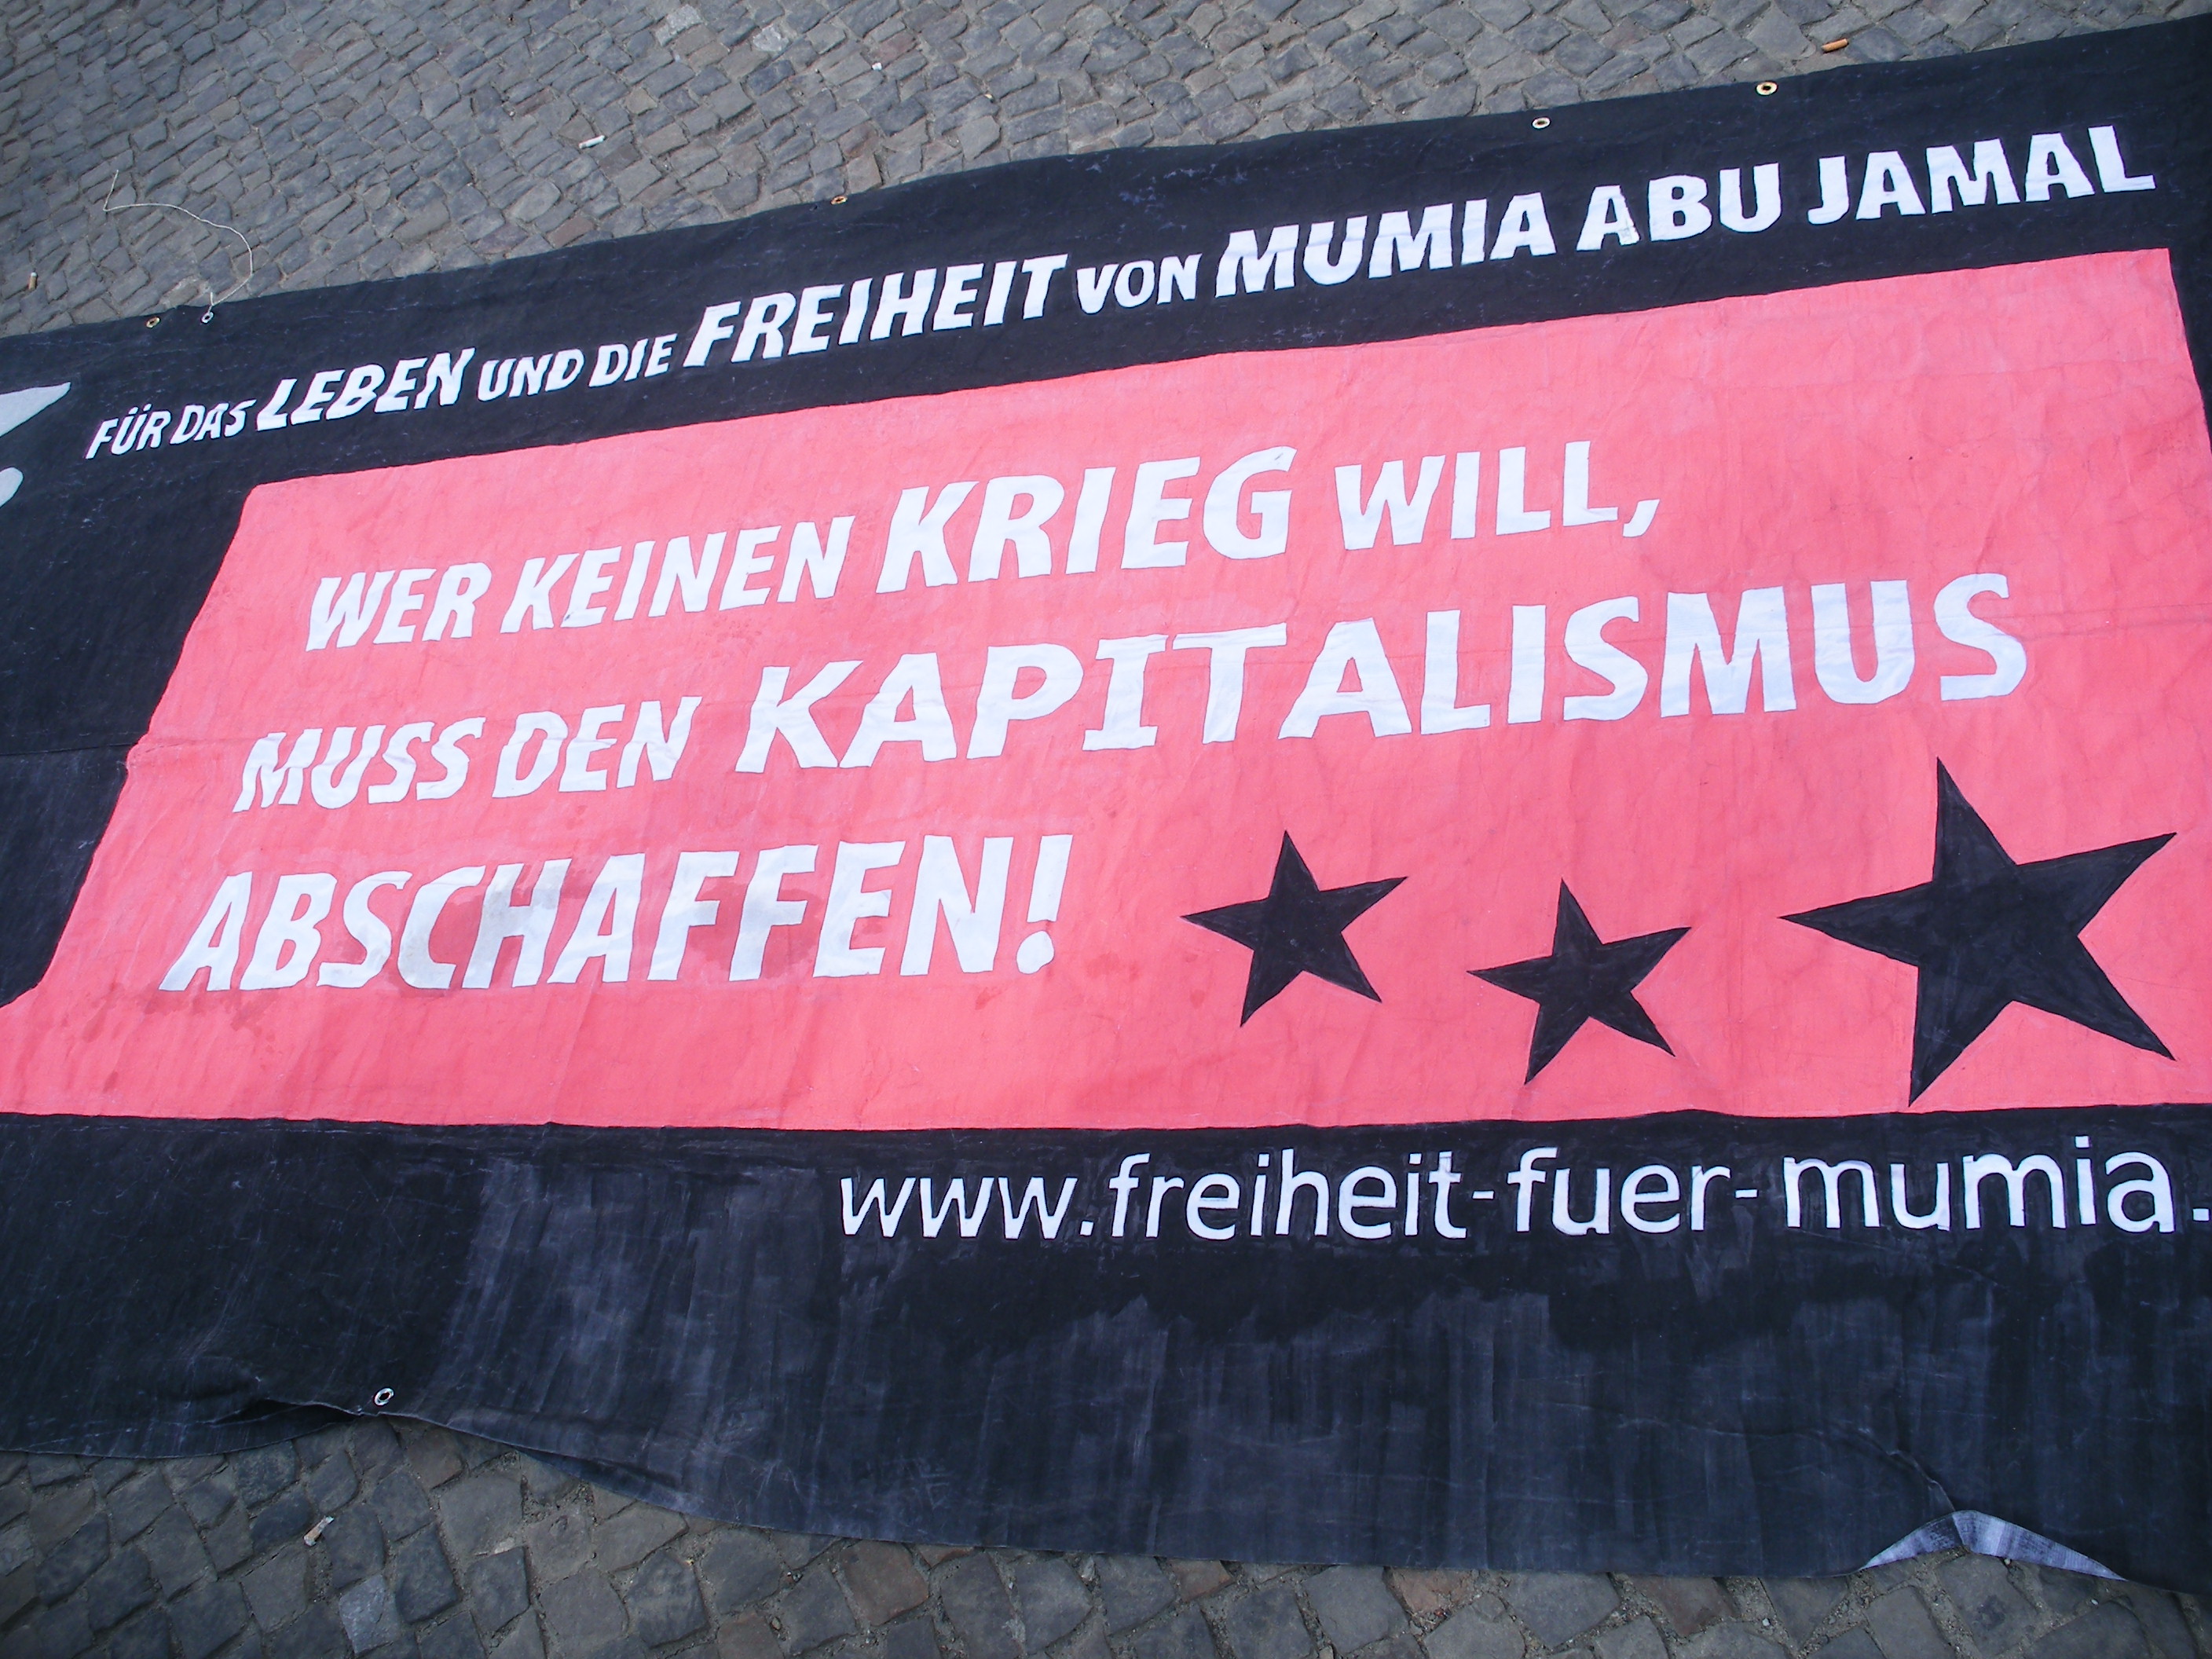 FÜR DAS LEBEN UND DIE FREIHEIT VON MUMIA ABU JAMAL
WER KEINEN KRIEG WILL,
MUSS DEN KAPITALISMUS
ABSCHAFFEN!
www.freiheit-fuer-mumia.